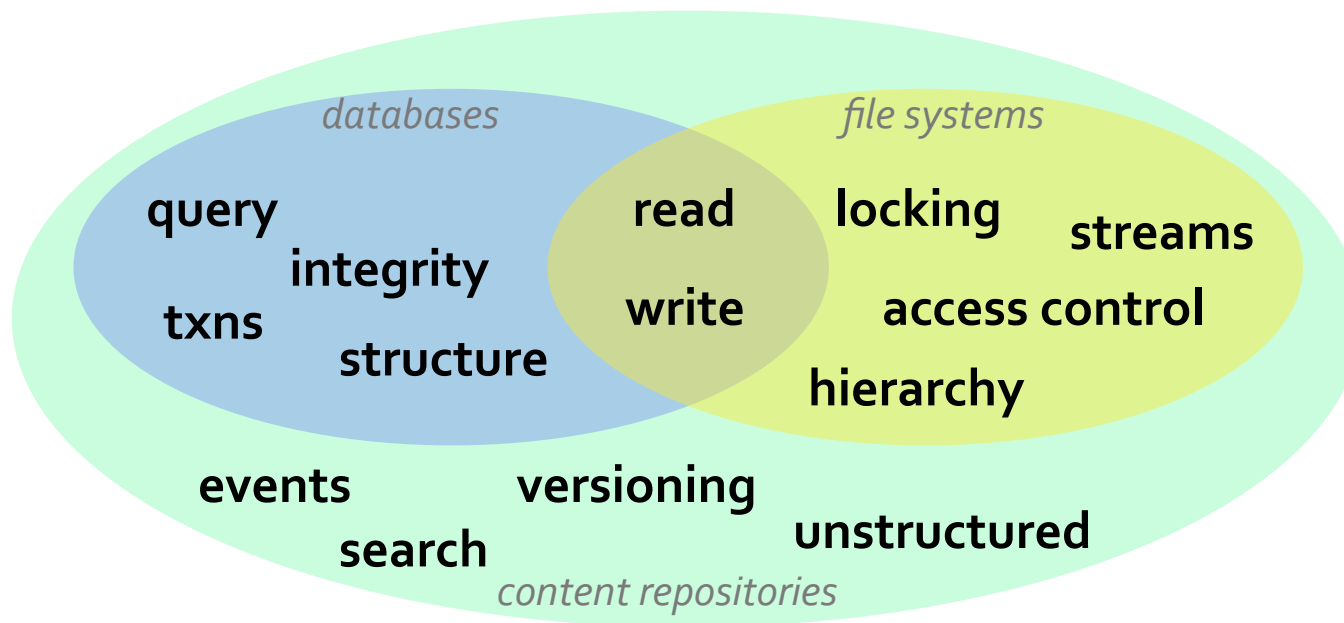 databases
file systems
query
read
locking
streams
integrity
txns
write
access control
structure
hierarchy
events
versioning
search
unstructured
content repositories